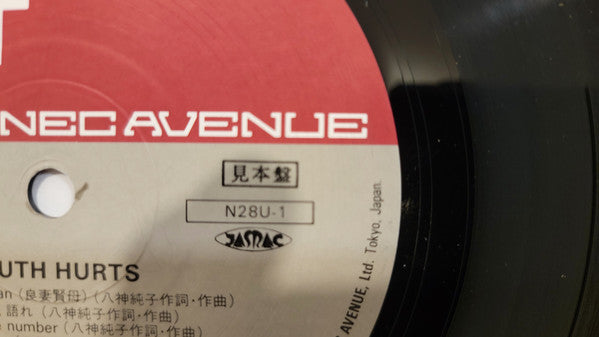 NEC AVENUE
見本盤
N28U-1
JASRAC
AVENUE, Ltd. Tokyo, Japan.
UTH HURTS
an (良妻賢母) (八神純子作詞・作曲)
語れ (八神純子作詞・作曲)
e number (八神純子作詞・作曲)